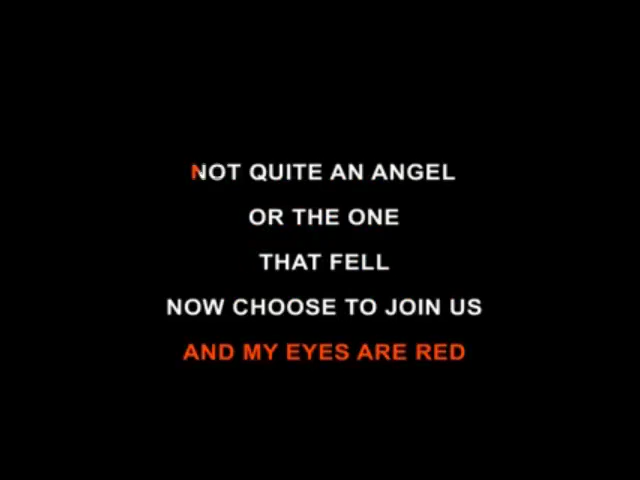 NOT QUITE AN ANGEL
OR THE ONE
THAT FELL
NOW CHOOSE TO JOIN US
AND MY EYES ARE RED